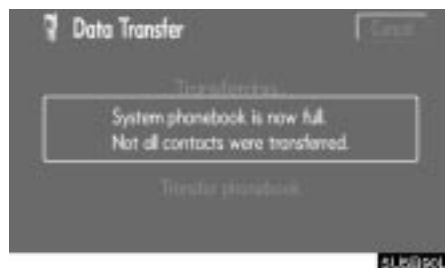 Data Transfer
Cancel
Transferring...
System phonebook is now full.
Not all contacts were transferred.
Transfer phonebook